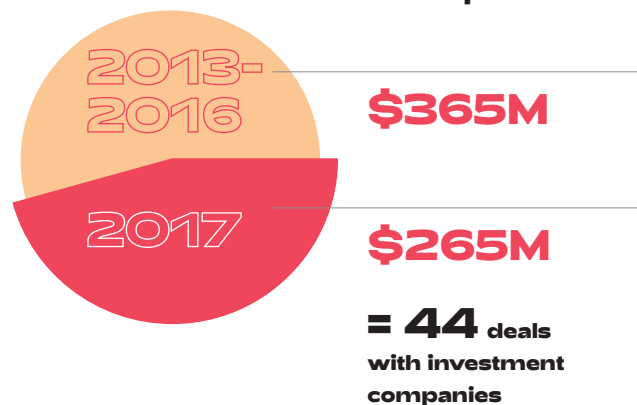 2013-
2016
$365M
2017
$265M
= 44 deals
with investment
companies